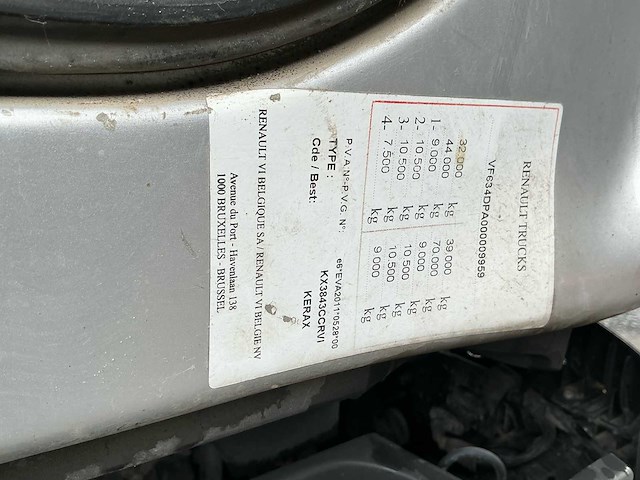 RENAULT TRUCKS
VF634DPA000009959
32.000 kg 39.000 kg
44.000 kg 70.000 kg
1- 9.000 kg 9.000 kg
2- 10.500 kg 10.500 kg
3- 10.500 kg 10.500 kg
4- 7.500 kg 9.000 kg
P.V.A. N°-P.V.G. N°: e6*EVA2011*0528*00
TYPE : KX3843CCRVI
Cde / Best: KERAX
RENAULT VI BELGIQUE SA / RENAULT VI BELGIE NV
Avenue du Port - Havenlaan 138
1000 BRUXELLES - BRUSSEL